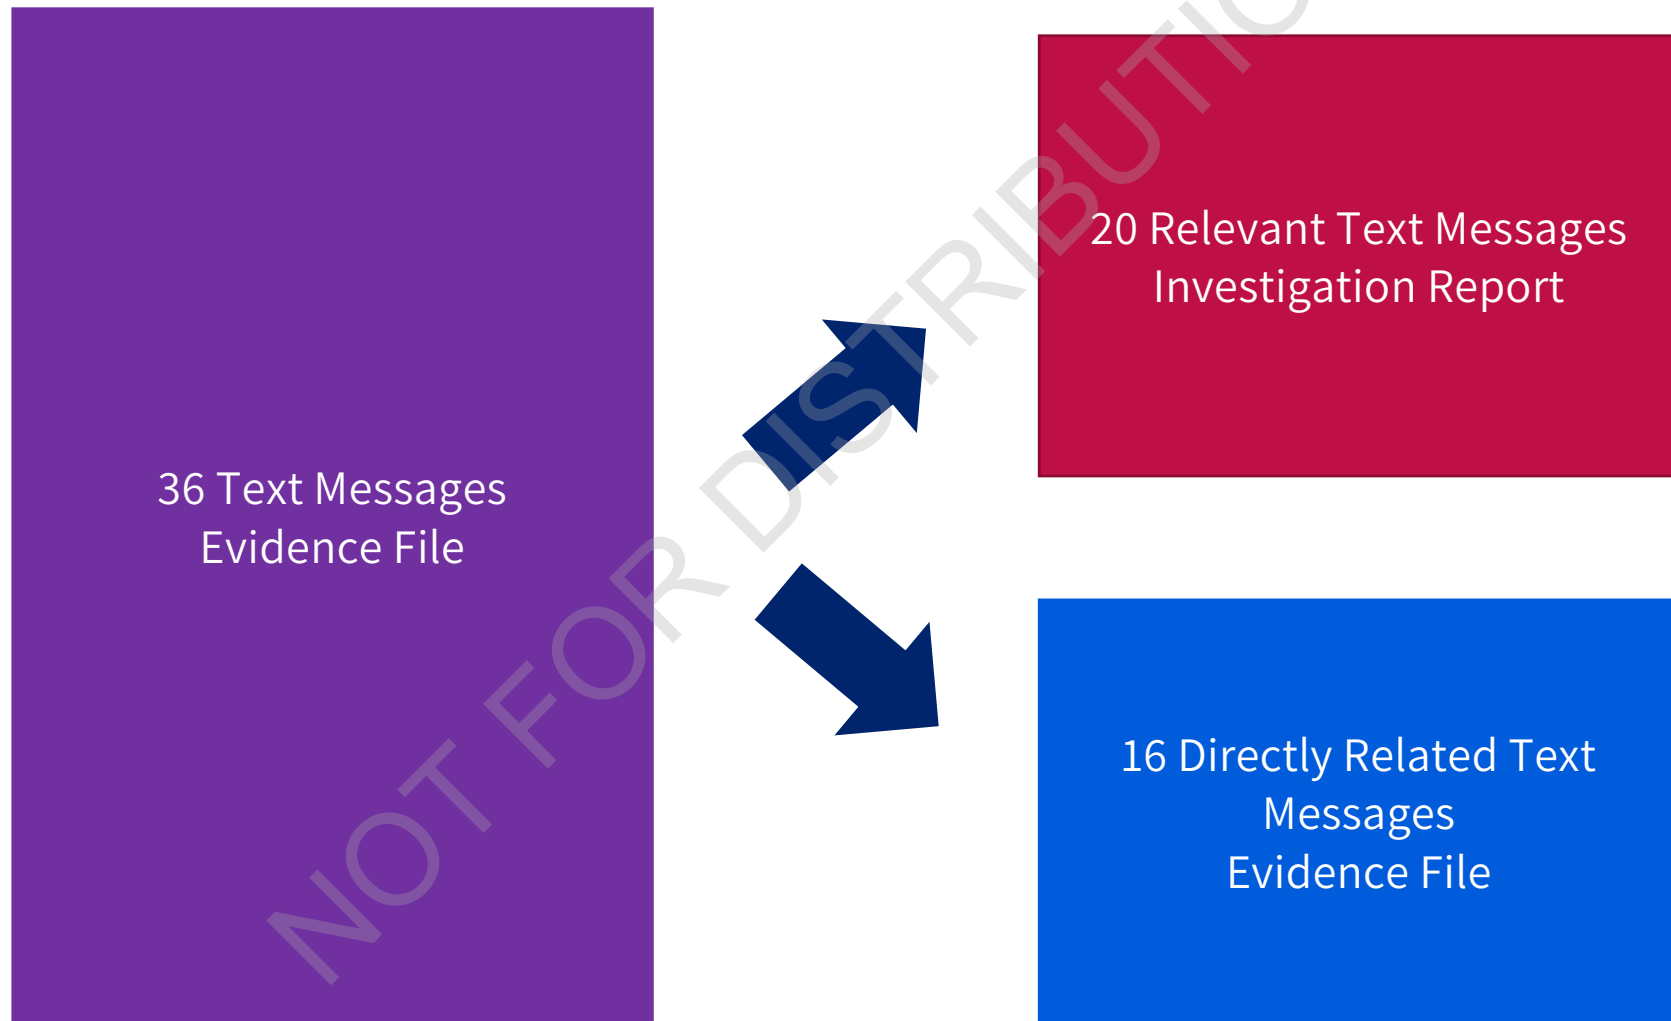 36 Text Messages
Evidence File
20 Relevant Text Messages
Investigation Report
16 Directly Related Text
Messages
Evidence File
NOT FOR DISTRIBUTIO